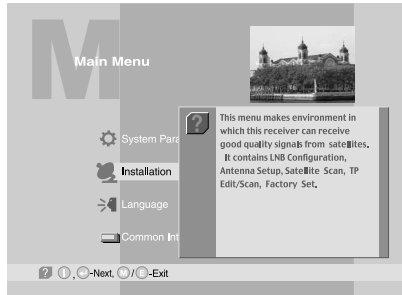 M
Main Menu
System Para
Installation
Language
Common Int
?
This menu makes environment in
which this receiver can receive
good quality signals from satellites.
It contains LNB Configuration,
Antenna Setup, Satellite Scan, TP
Edit/Scan, Factory Set.
? , -Next, M / E -Exit